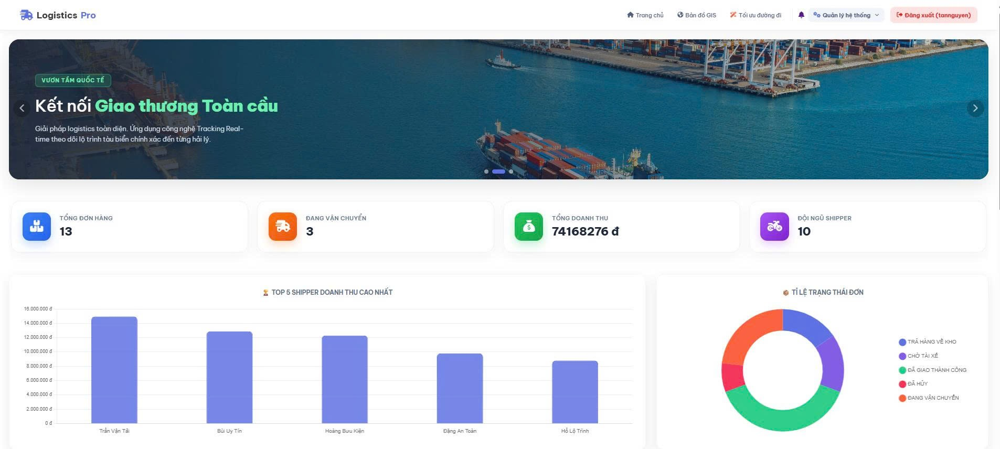 Logistics Pro
Trang chủ
Bản đồ GIS
Tối ưu đường đi
Quản lý hệ thống
Đăng xuất (tannguyen)
VƯƠN TẦM QUỐC TẾ
Kết nối Giao thương Toàn cầu
Giải pháp logistics toàn diện. Ứng dụng công nghệ Tracking Real-
time theo dõi lộ trình tàu biển chính xác đến từng hải lý.
TỔNG ĐƠN HÀNG
13
ĐANG VẬN CHUYỂN
3
TỔNG DOANH THU
74168276 đ
ĐỘI NGŨ SHIPPER
10
TOP 5 SHIPPER DOANH THU CAO NHẤT
16.000.000 đ
14.000.000 đ
12.000.000 đ
10.000.000 đ
8.000.000 đ
6.000.000 đ
4.000.000 đ
2.000.000 đ
0 đ
Trần Vận Tải
Bùi Uy Tín
Hoàng Bưu Kiện
Đặng An Toàn
Hồ Lộ Trình
TỈ LỆ TRẠNG THÁI ĐƠN
TRẢ HÀNG VỀ KHO
CHỜ TÀI XẾ
ĐÃ GIAO THÀNH CÔNG
ĐÃ HỦY
ĐANG VẬN CHUYỂN